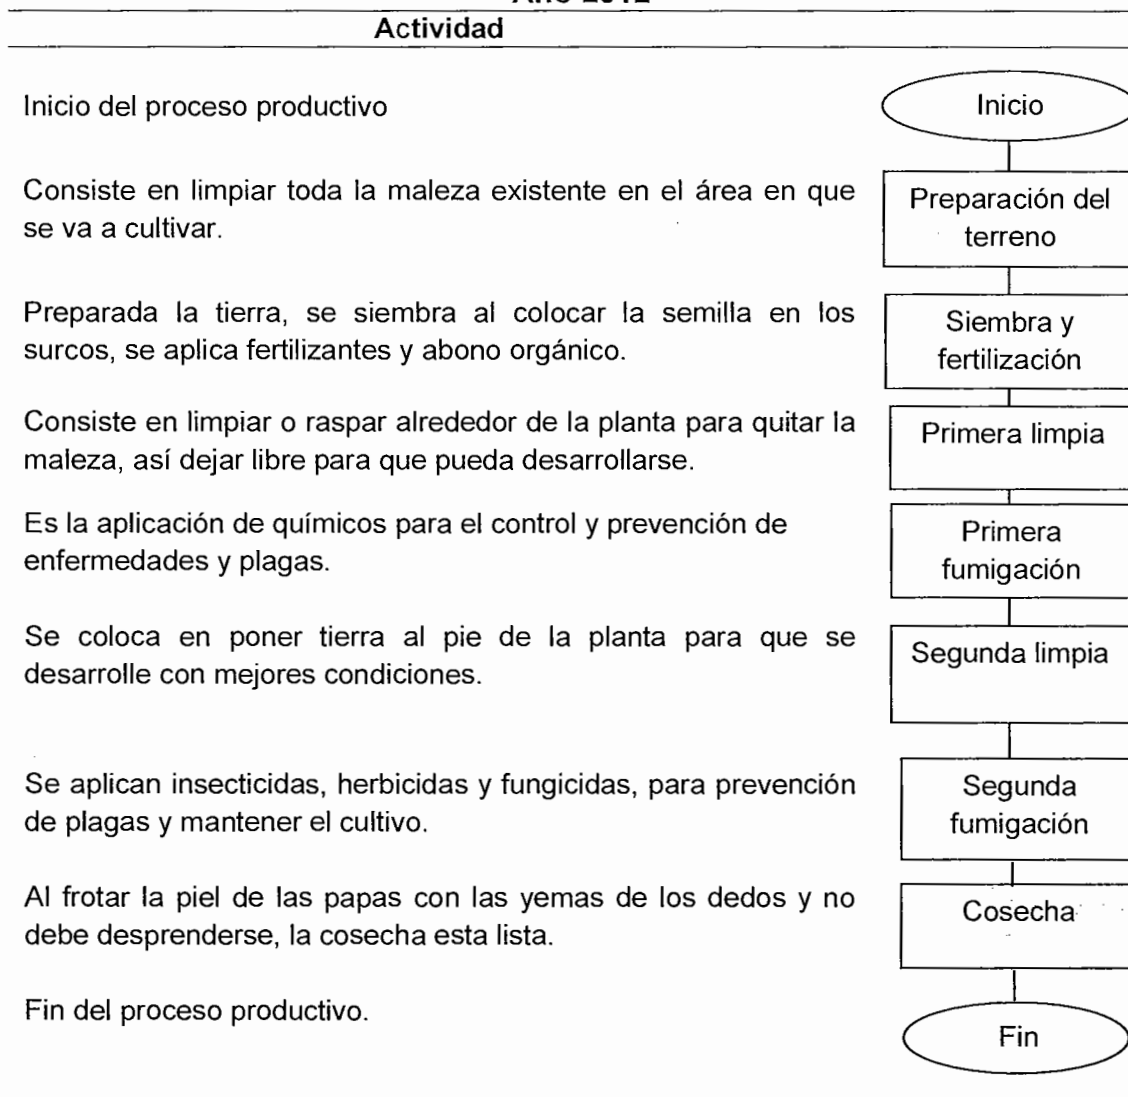 Actividad
Inicio del proceso productivo
Inicio
Consiste en limpiar toda la maleza existente en el área en que
se va a cultivar.
Preparación del
terreno
Preparada la tierra, se siembra al colocar la semilla en los
surcos, se aplica fertilizantes y abono orgánico.
Siembra y
fertilización
Consiste en limpiar o raspar alrededor de la planta para quitar la
maleza, así dejar libre para que pueda desarrollarse.
Primera limpia
Es la aplicación de químicos para el control y prevención de
enfermedades y plagas.
Primera
fumigación
Se coloca en poner tierra al pie de la planta para que se
desarrolle con mejores condiciones.
Segunda limpia
Se aplican insecticidas, herbicidas y fungicidas, para prevención
de plagas y mantener el cultivo.
Segunda
fumigación
Al frotar la piel de las papas con las yemas de los dedos y no
debe desprenderse, la cosecha esta lista.
Cosecha
Fin del proceso productivo.
Fin